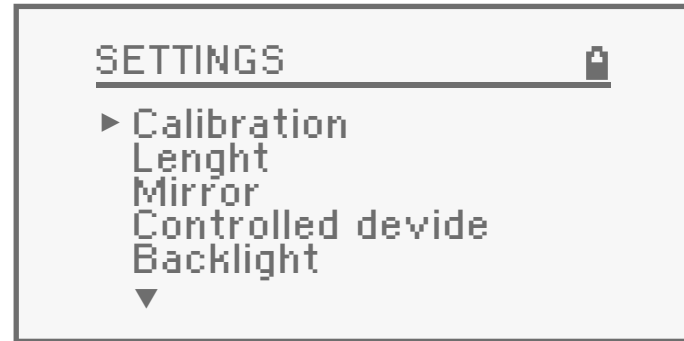 SETTINGS
Calibration
Lenght
Mirror
Controlled devide
Backlight